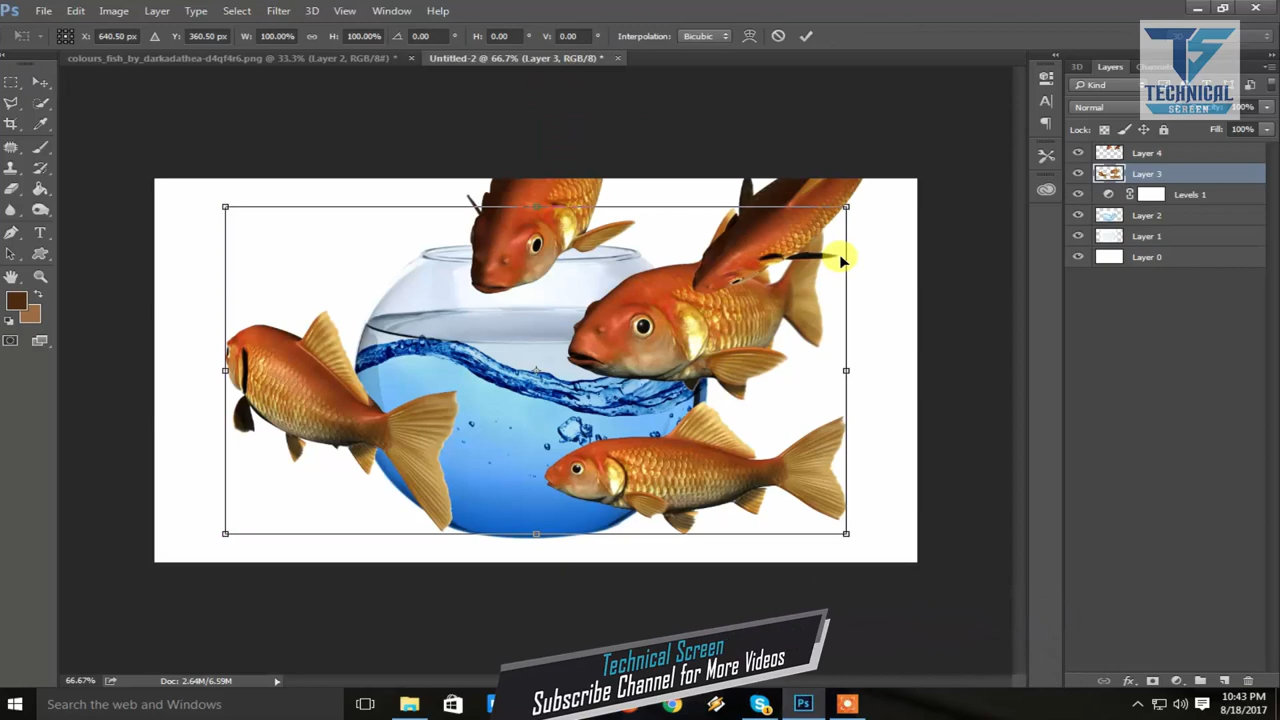 Ps File Edit Image Layer Type Select Filter 3D View Window Help
X: 640.50 px Y: 360.50 px W: 100.00% H: 100.00% 0.00 ° H: 0.00 ° V: 0.00 ° Interpolation: Bicubic
colours_fish_by_darkadathea-d4qf4r6.png @ 33.3% (Layer 2, RGB/8#) * × Untitled-2 @ 66.7% (Layer 3, RGB/8) * ×
3D Layers Channels
TS
TECHNICAL
SCREEN
Kind
Normal Opacity: 100%
Lock: Fill: 100%
Layer 4
Layer 3
Levels 1
Layer 2
Layer 1
Layer 0
Technical Screen
Subscribe Channel for More Videos
66.67% Doc: 2.64M/6.59M
Search the web and Windows
10:43 PM
8/18/2017